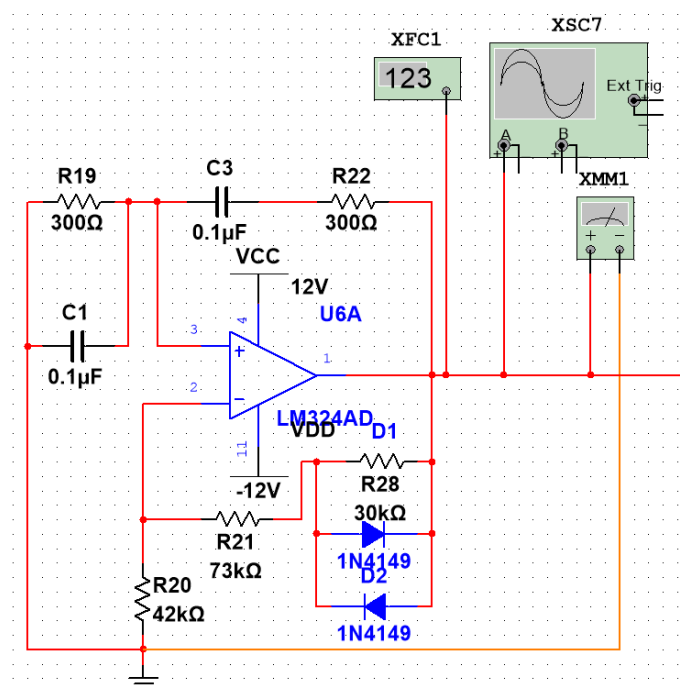 XSC7
XFC1
123
Ext Trig
+
−
A
B
+ −
+ −
XMM1
+ −
R19
300Ω
C3
0.1µF
R22
300Ω
VCC
12V
C1
0.1µF
U6A
4
3
+
1
2
−
11
LM324AD
VDD
-12V
D1
R28
30kΩ
R21
73kΩ
1N4149
D2
1N4149
R20
42kΩ